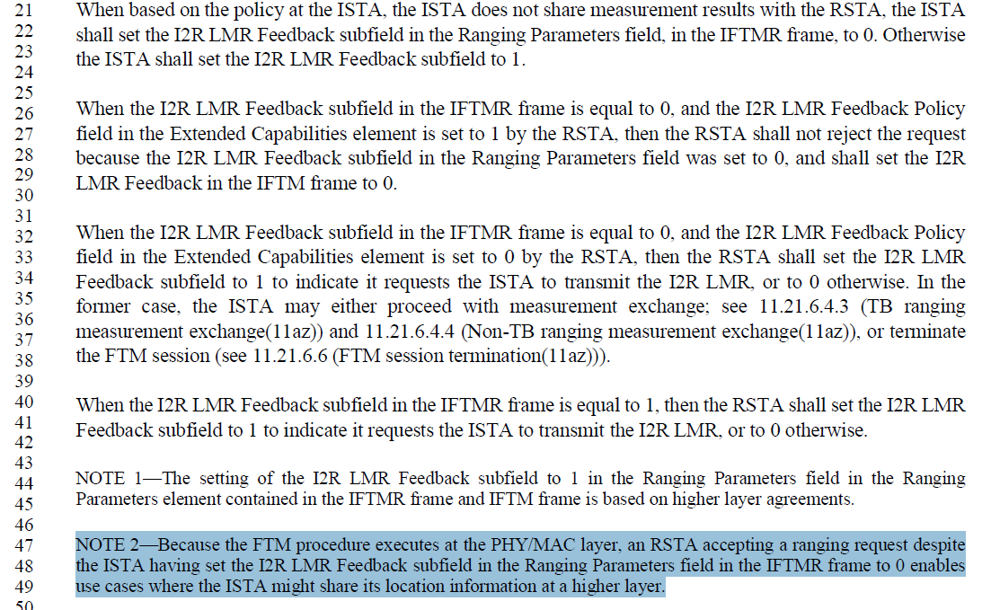 21 When based on the policy at the ISTA, the ISTA does not share measurement results with the RSTA, the ISTA
22 shall set the I2R LMR Feedback subfield in the Ranging Parameters field, in the IFTMR frame, to 0. Otherwise
23 the ISTA shall set the I2R LMR Feedback subfield to 1.
24
25
26 When the I2R LMR Feedback subfield in the IFTMR frame is equal to 0, and the I2R LMR Feedback Policy
27 field in the Extended Capabilities element is set to 1 by the RSTA, then the RSTA shall not reject the request
28 because the I2R LMR Feedback subfield in the Ranging Parameters field was set to 0, and shall set the I2R
29 LMR Feedback in the IFTM frame to 0.
30
31
32 When the I2R LMR Feedback subfield in the IFTMR frame is equal to 0, and the I2R LMR Feedback Policy
33 field in the Extended Capabilities element is set to 0 by the RSTA, then the RSTA shall set the I2R LMR
34 Feedback subfield to 1 to indicate it requests the ISTA to transmit the I2R LMR, or to 0 otherwise. In the
35 former case, the ISTA may either proceed with measurement exchange; see 11.21.6.4.3 (TB ranging
36
37 measurement exchange(11az)) and 11.21.6.4.4 (Non-TB ranging measurement exchange(11az)), or terminate
38 the FTM session (see 11.21.6.6 (FTM session termination(11az))).
39
40 When the I2R LMR Feedback subfield in the IFTMR frame is equal to 1, then the RSTA shall set the I2R LMR
41 Feedback subfield to 1 to indicate it requests the ISTA to transmit the I2R LMR, or to 0 otherwise.
42
43
44 NOTE 1—The setting of the I2R LMR Feedback subfield to 1 in the Ranging Parameters field in the Ranging
45 Parameters element contained in the IFTMR frame and IFTM frame is based on higher layer agreements.
46
47 NOTE 2—Because the FTM procedure executes at the PHY/MAC layer, an RSTA accepting a ranging request despite
48 the ISTA having set the I2R LMR Feedback subfield in the Ranging Parameters field in the IFTMR frame to 0 enables
49 use cases where the ISTA might share its location information at a higher layer.
50